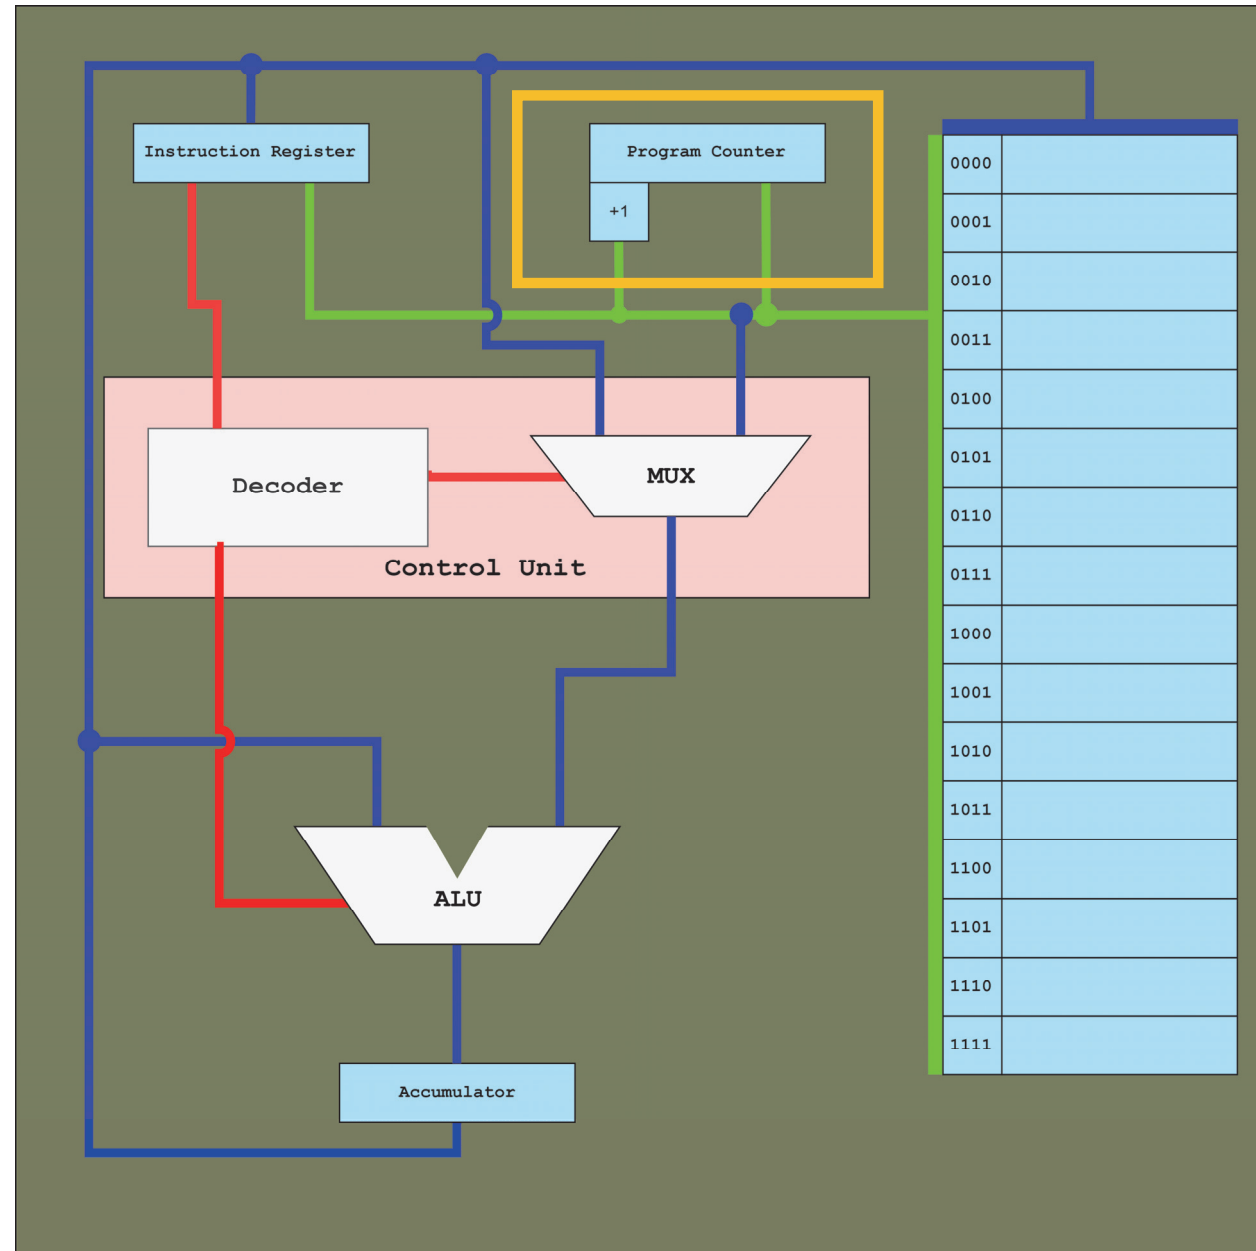 Instruction Register
Program Counter
+1
0000
0001
0010
0011
0100
0101
0110
0111
1000
1001
1010
1011
1100
1101
1110
1111
Decoder
MUX
Control Unit
ALU
Accumulator